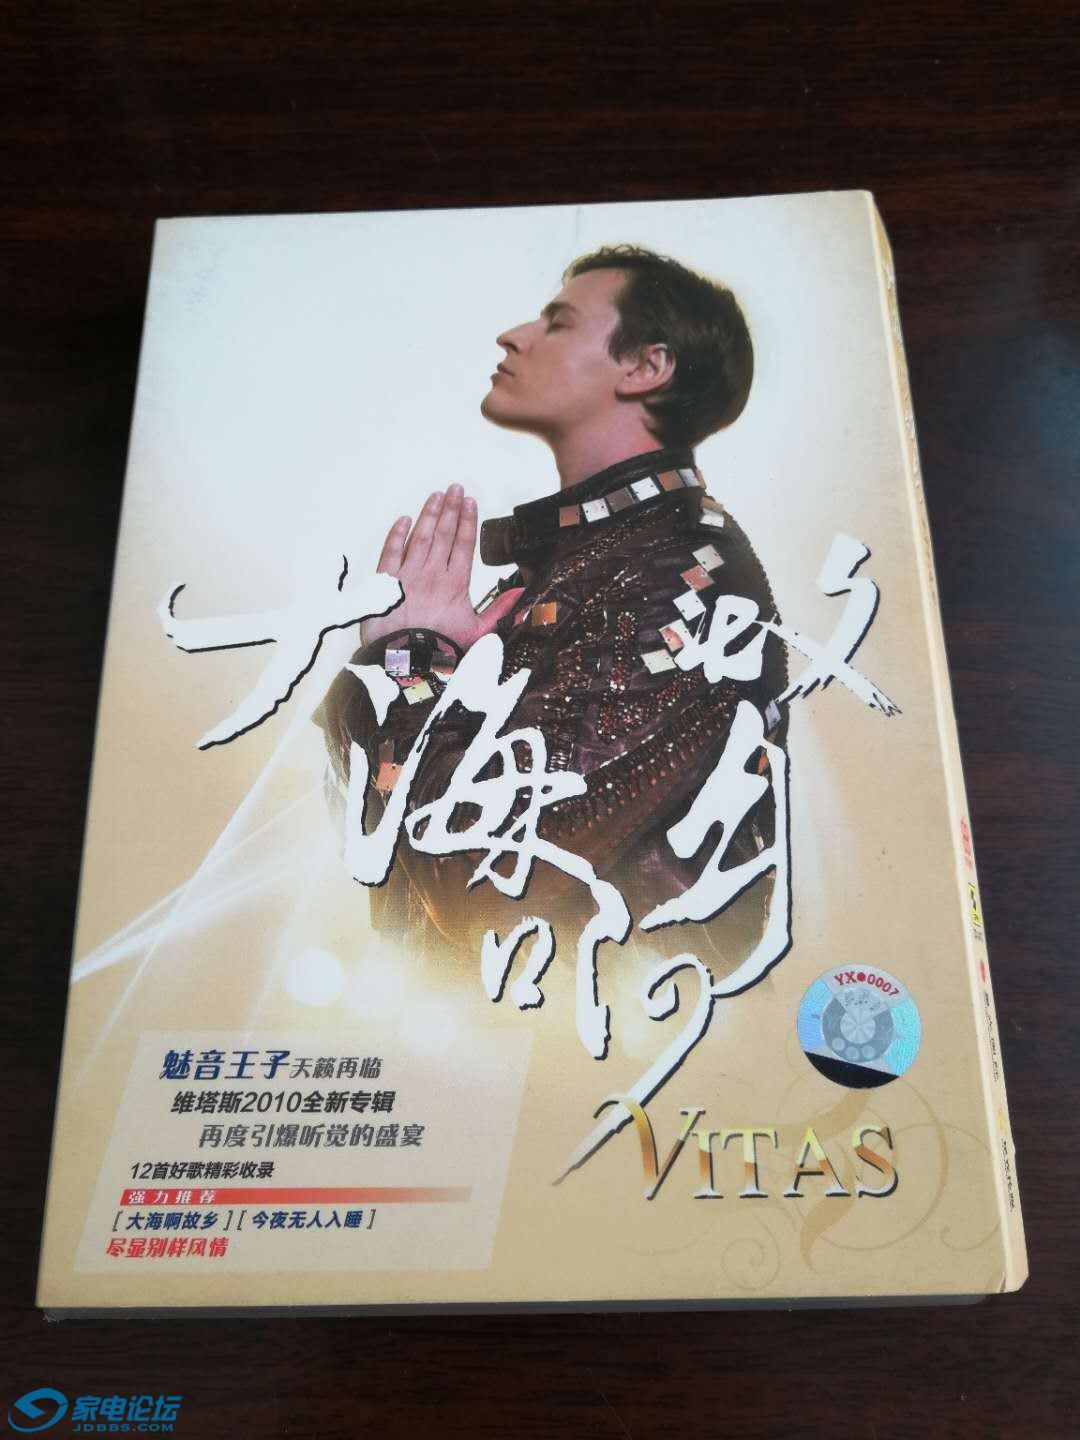 大海啊
故乡
YX●0007
VITAS
魅音王子天籁再临
维塔斯2010全新专辑
再度引爆听觉的盛宴
12首好歌精彩收录
强力推荐
[大海啊故乡][今夜无人入睡]
尽显别样风情
家电论坛
JDBBS.COM